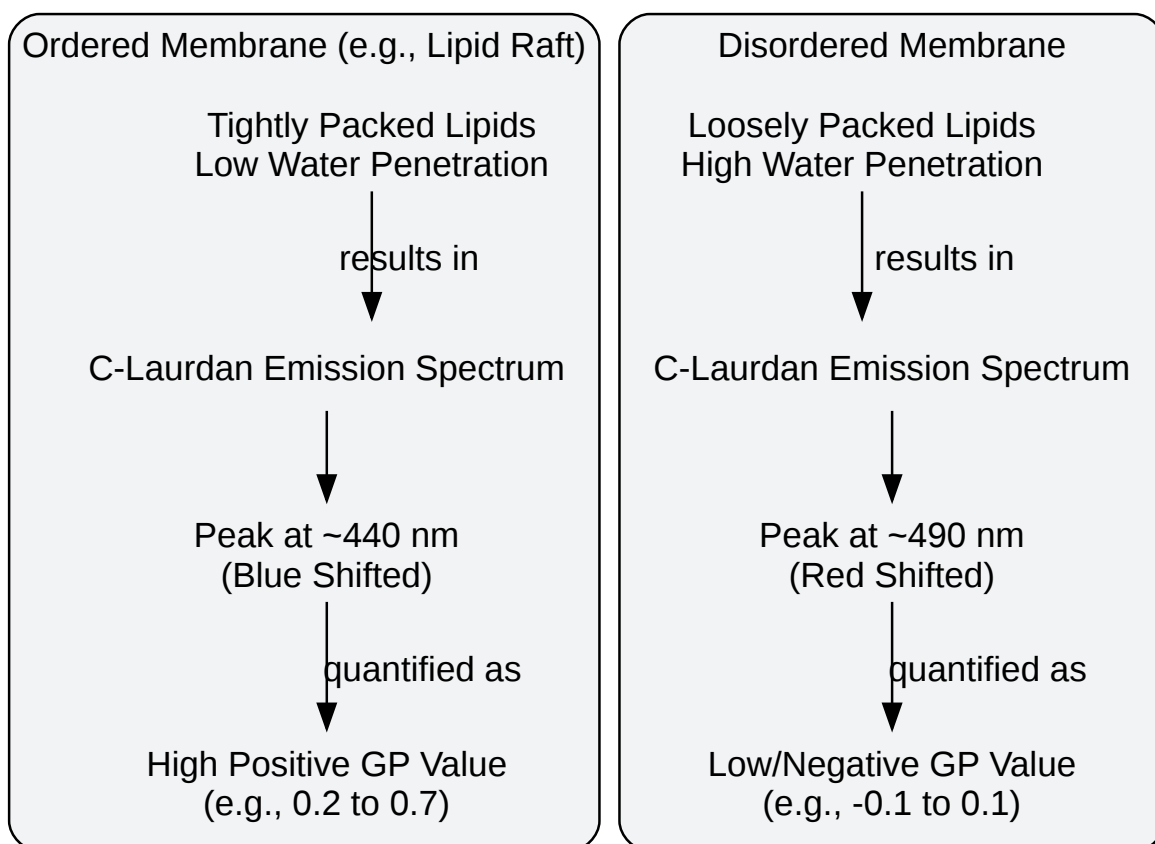 Ordered Membrane (e.g., Lipid Raft)
Tightly Packed Lipids
Low Water Penetration
results in
C-Laurdan Emission Spectrum
Peak at ~440 nm
(Blue Shifted)
quantified as
High Positive GP Value
(e.g., 0.2 to 0.7)
Disordered Membrane
Loosely Packed Lipids
High Water Penetration
results in
C-Laurdan Emission Spectrum
Peak at ~490 nm
(Red Shifted)
quantified as
Low/Negative GP Value
(e.g., -0.1 to 0.1)